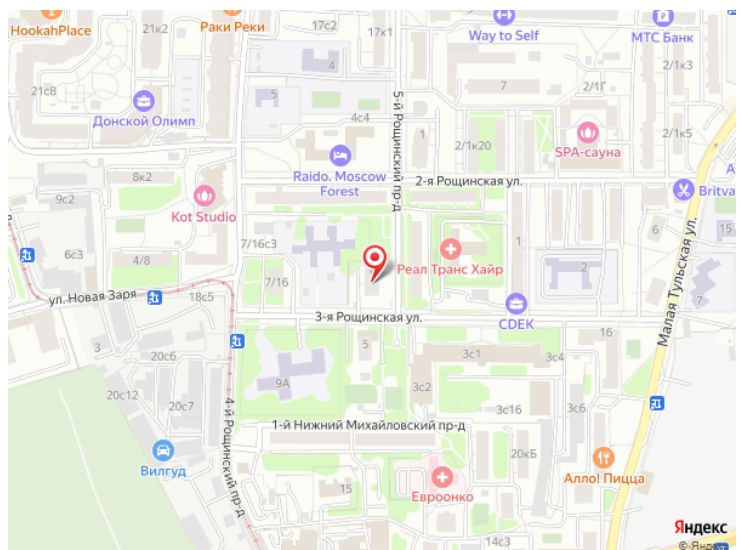 HookahPlace
21к2
Раки Реки
17к1
Way to Self
МТС Банк
21с8
Донской Олимп
5
4
4с4
5-й Рощинский пр-д
7
2/1Г
2/1к3
1
2/1к20
SPA-сауна
2/1к5
Raido. Moscow
Forest
2-я Рощинская ул.
Britva
8к2
9с2
Kot Studio
6с3
4/8
7/16с3
7/16
Реал Транс Хайр
1
2
6
15
7
ул. Новая Заря
18с5
3-я Рощинская ул.
CDEK
Малая Тульская ул.
3
20с6
20с12
20с7
9А
5
3с1
3с2
3с4
16
3с16
3с6
4-й Рощинский пр-д
1-й Нижний Михайловский пр-д
20кБ
Вилгуд
15
Евроонко
Алло! Пицца
14с3
Яндекс